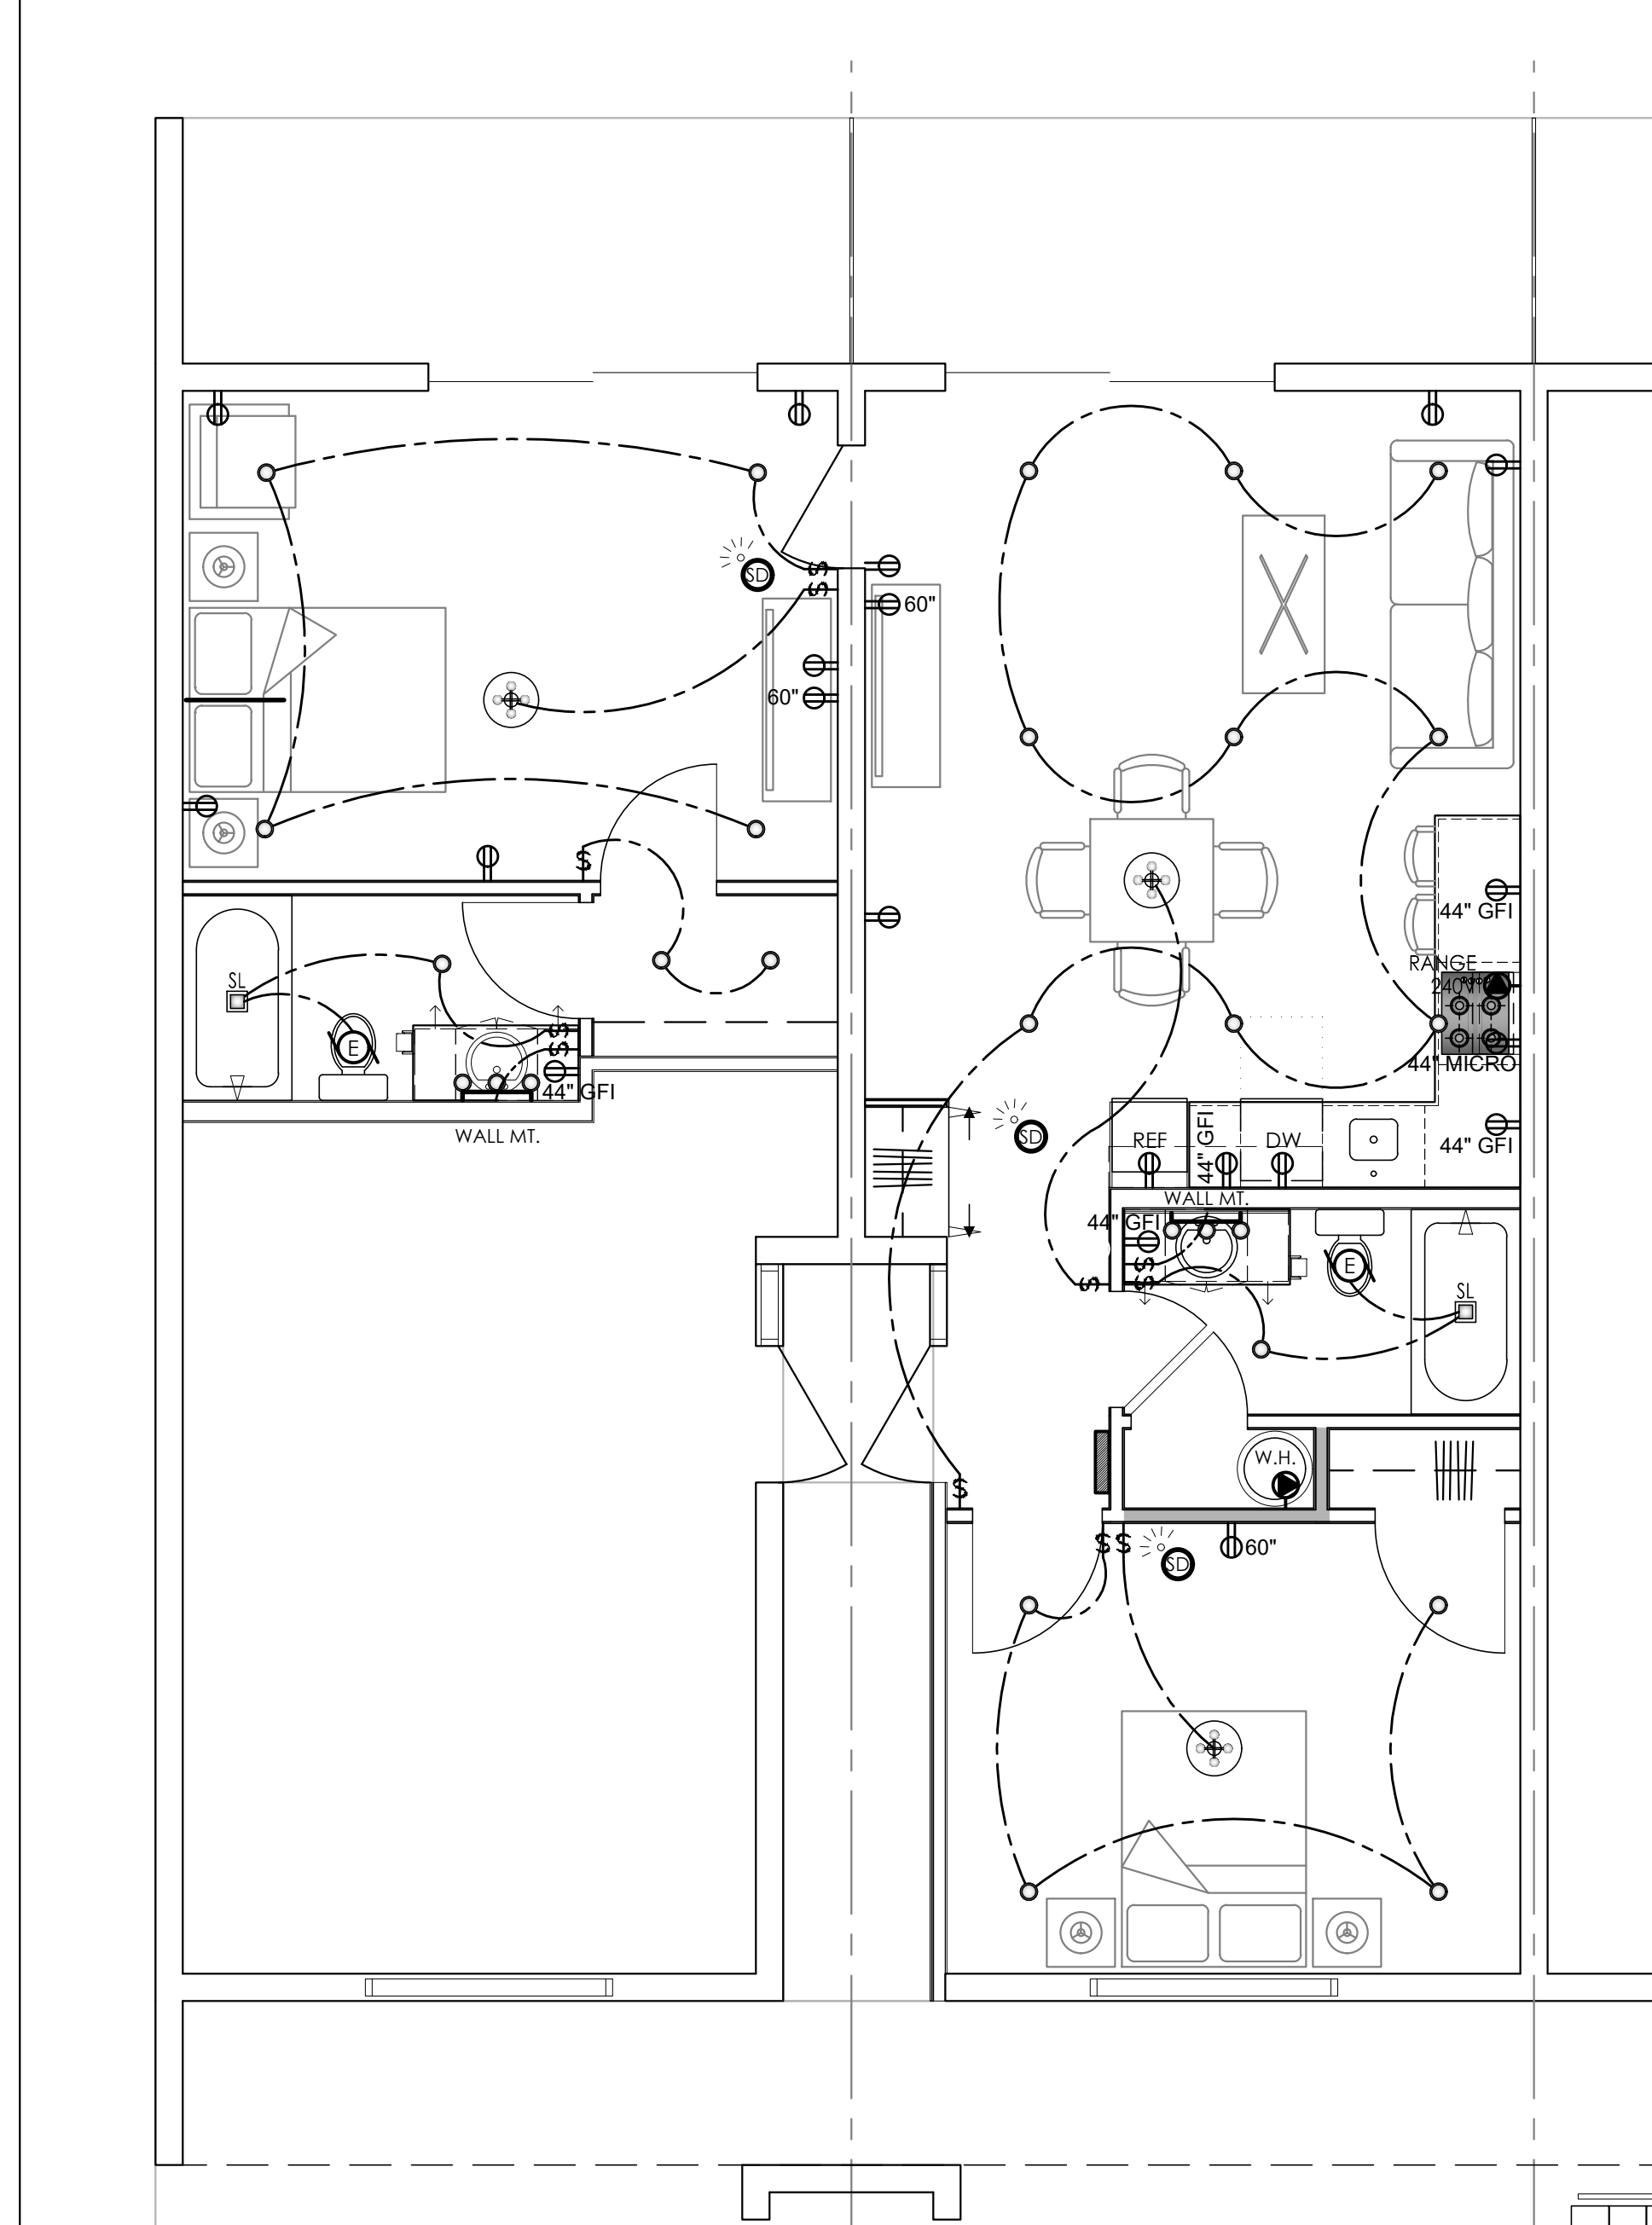 SD
$
$
60"
60"
$
44" GFI
SL
RANGE
240V
E
$
$
44" MICRO
44" GFI
WALL MT.
SD
REF
44" GFI
DW
44" GFI
WALL MT.
44" GFI
$
$
$
E
SL
W.H.
$
$
$
SD
60"